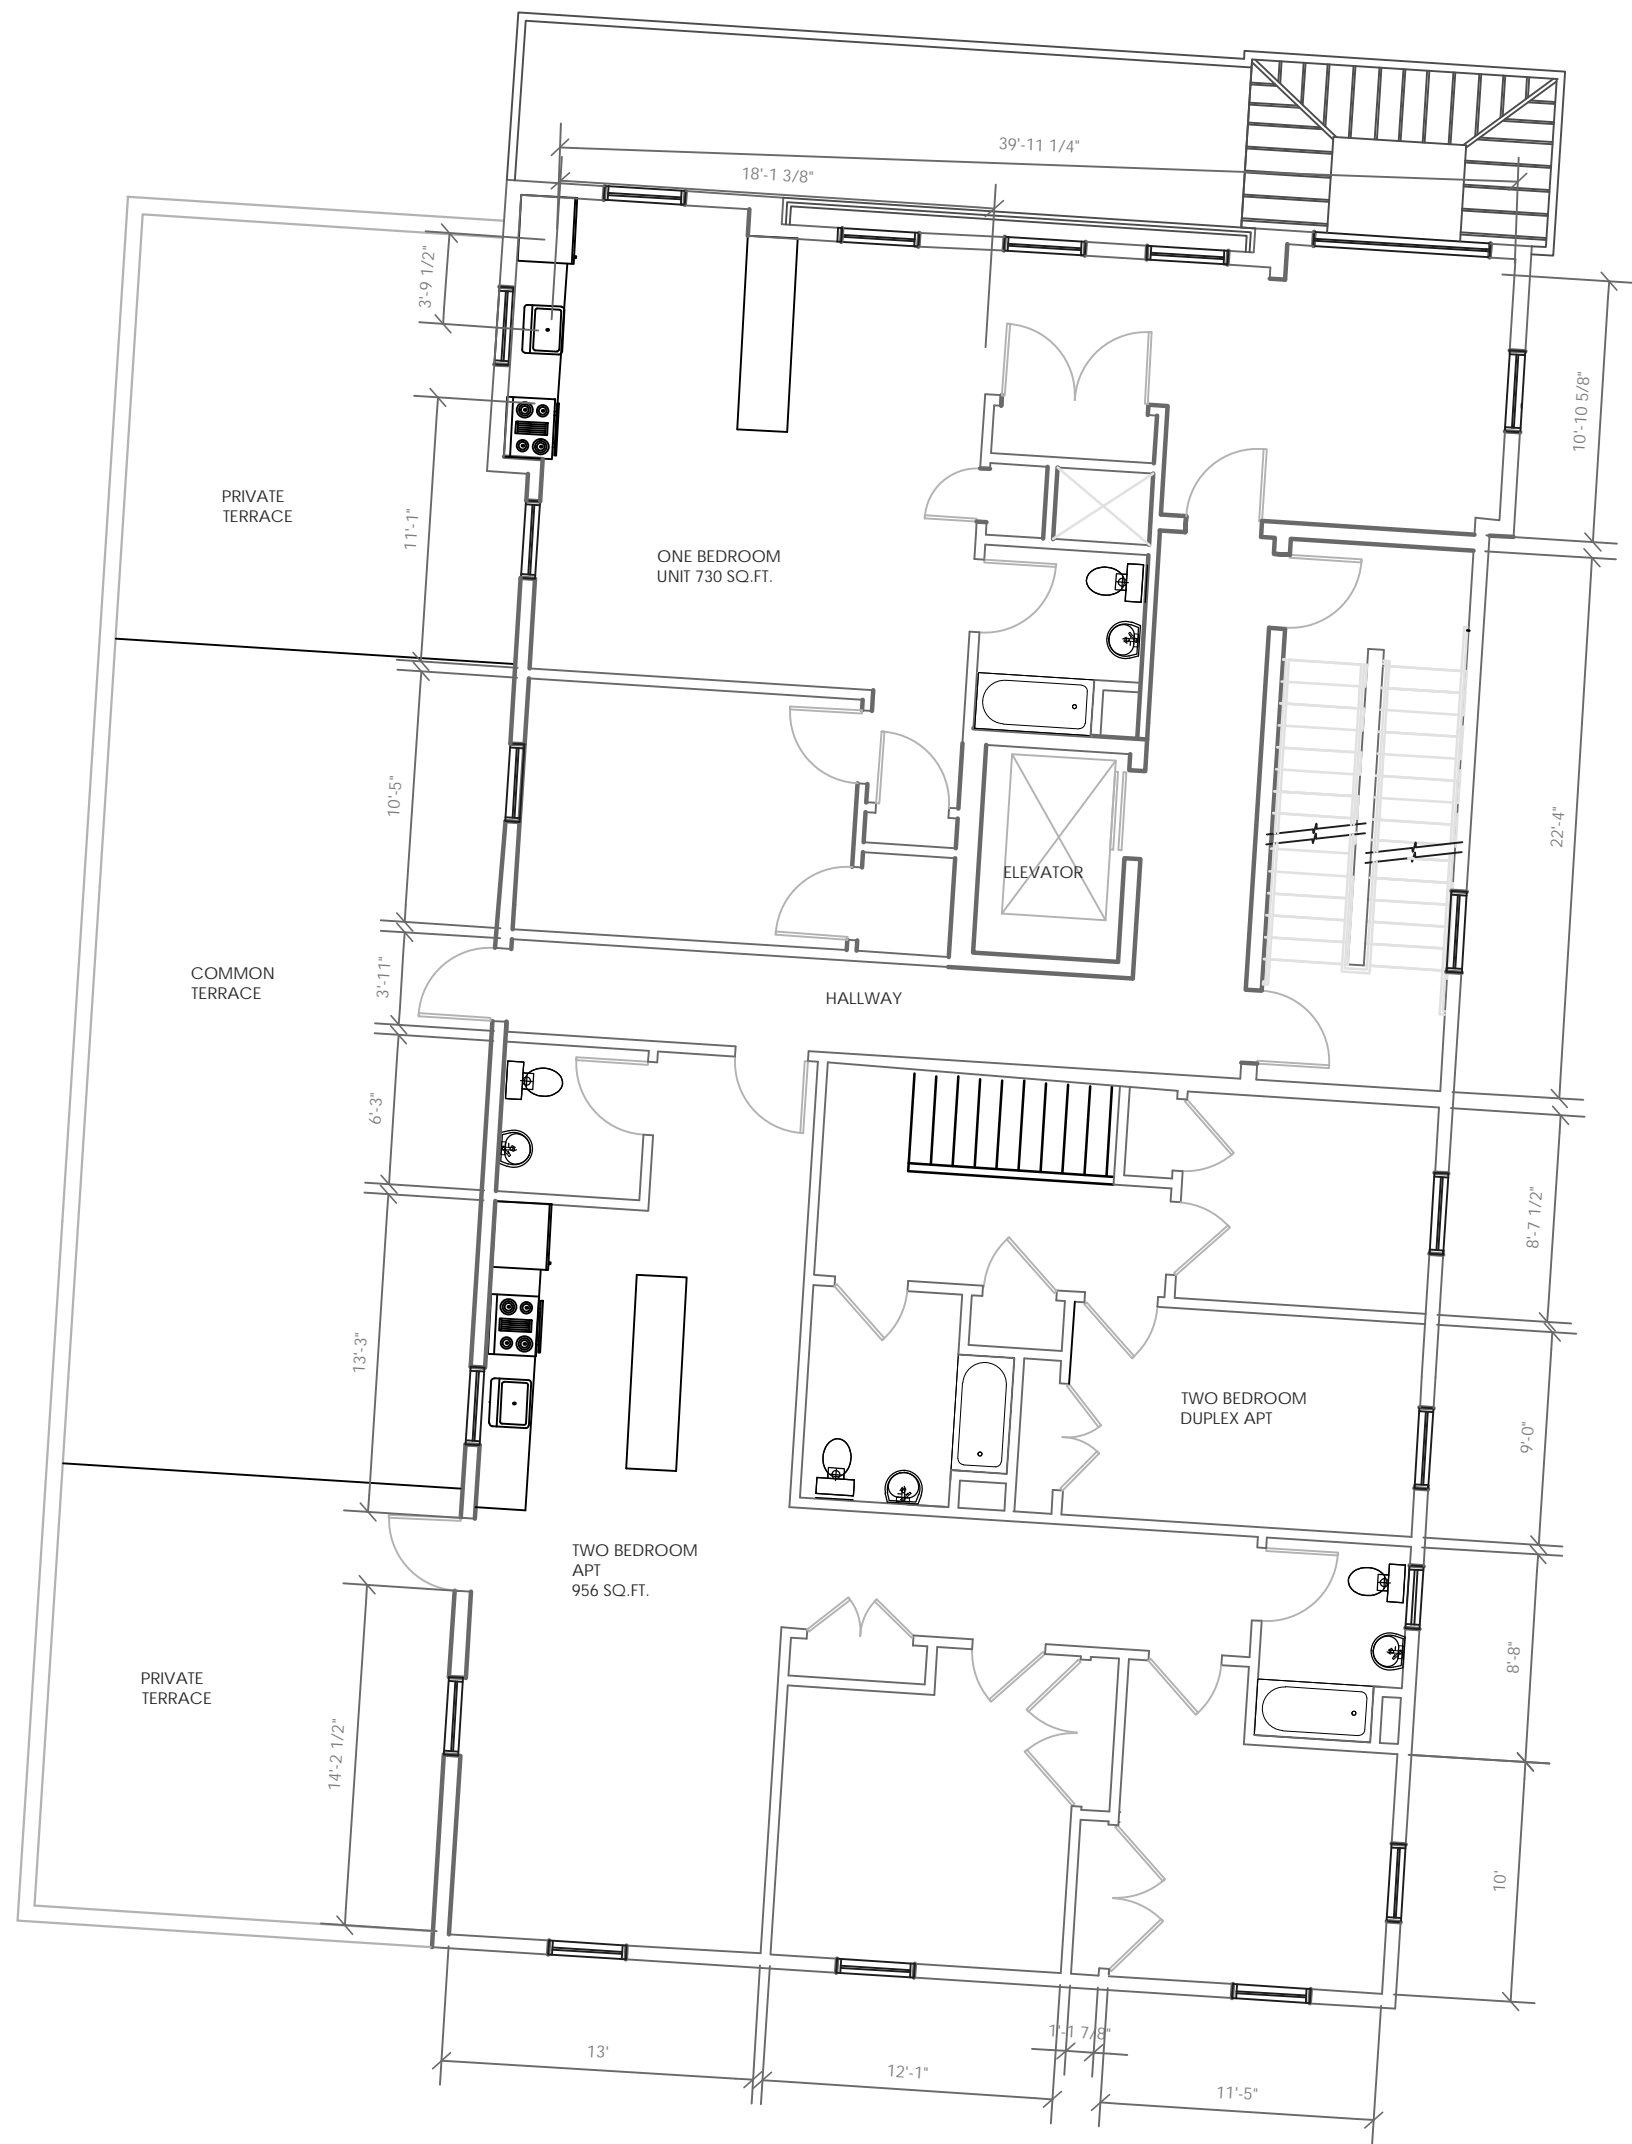 39'-11 1/4"
18'-1 3/8"
3'-9 1/2"
10'-10 5/8"
PRIVATE
TERRACE
11'-1"
ONE BEDROOM
UNIT 730 SQ.FT.
10'-5"
22'-4"
ELEVATOR
COMMON
TERRACE
3'-11"
HALLWAY
6'-3"
8'-7 1/2"
13'-3"
TWO BEDROOM
DUPLEX APT
9'-0"
TWO BEDROOM
APT
956 SQ.FT.
8'-8"
PRIVATE
TERRACE
14'-2 1/2"
10'
1'-1 7/8"
13'
12'-1"
11'-5"